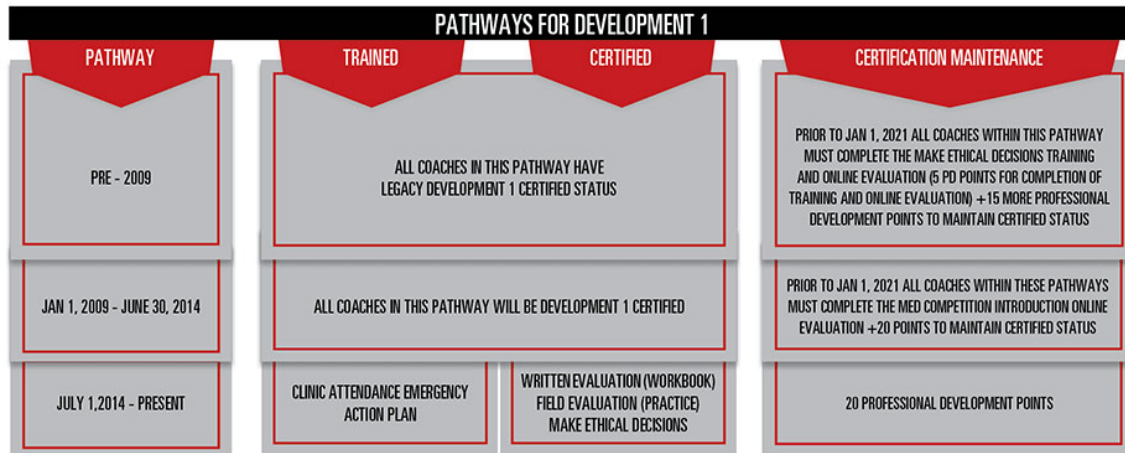 PATHWAYS FOR DEVELOPMENT 1
PATHWAY
TRAINED
CERTIFIED
CERTIFICATION MAINTENANCE
PRE - 2009
ALL COACHES IN THIS PATHWAY HAVE
LEGACY DEVELOPMENT 1 CERTIFIED STATUS
PRIOR TO JAN 1, 2021 ALL COACHES WITHIN THIS PATHWAY
MUST COMPLETE THE MAKE ETHICAL DECISIONS TRAINING
AND ONLINE EVALUATION (5 PD POINTS FOR COMPLETION OF
TRAINING AND ONLINE EVALUATION) +15 MORE PROFESSIONAL
DEVELOPMENT POINTS TO MAINTAIN CERTIFIED STATUS
JAN 1, 2009 - JUNE 30, 2014
ALL COACHES IN THIS PATHWAY WILL BE DEVELOPMENT 1 CERTIFIED
PRIOR TO JAN 1, 2021 ALL COACHES WITHIN THESE PATHWAYS
MUST COMPLETE THE MED COMPETITION INTRODUCTION ONLINE
EVALUATION +20 POINTS TO MAINTAIN CERTIFIED STATUS
JULY 1,2014 - PRESENT
CLINIC ATTENDANCE EMERGENCY
ACTION PLAN
WRITTEN EVALUATION (WORKBOOK)
FIELD EVALUATION (PRACTICE)
MAKE ETHICAL DECISIONS
20 PROFESSIONAL DEVELOPMENT POINTS